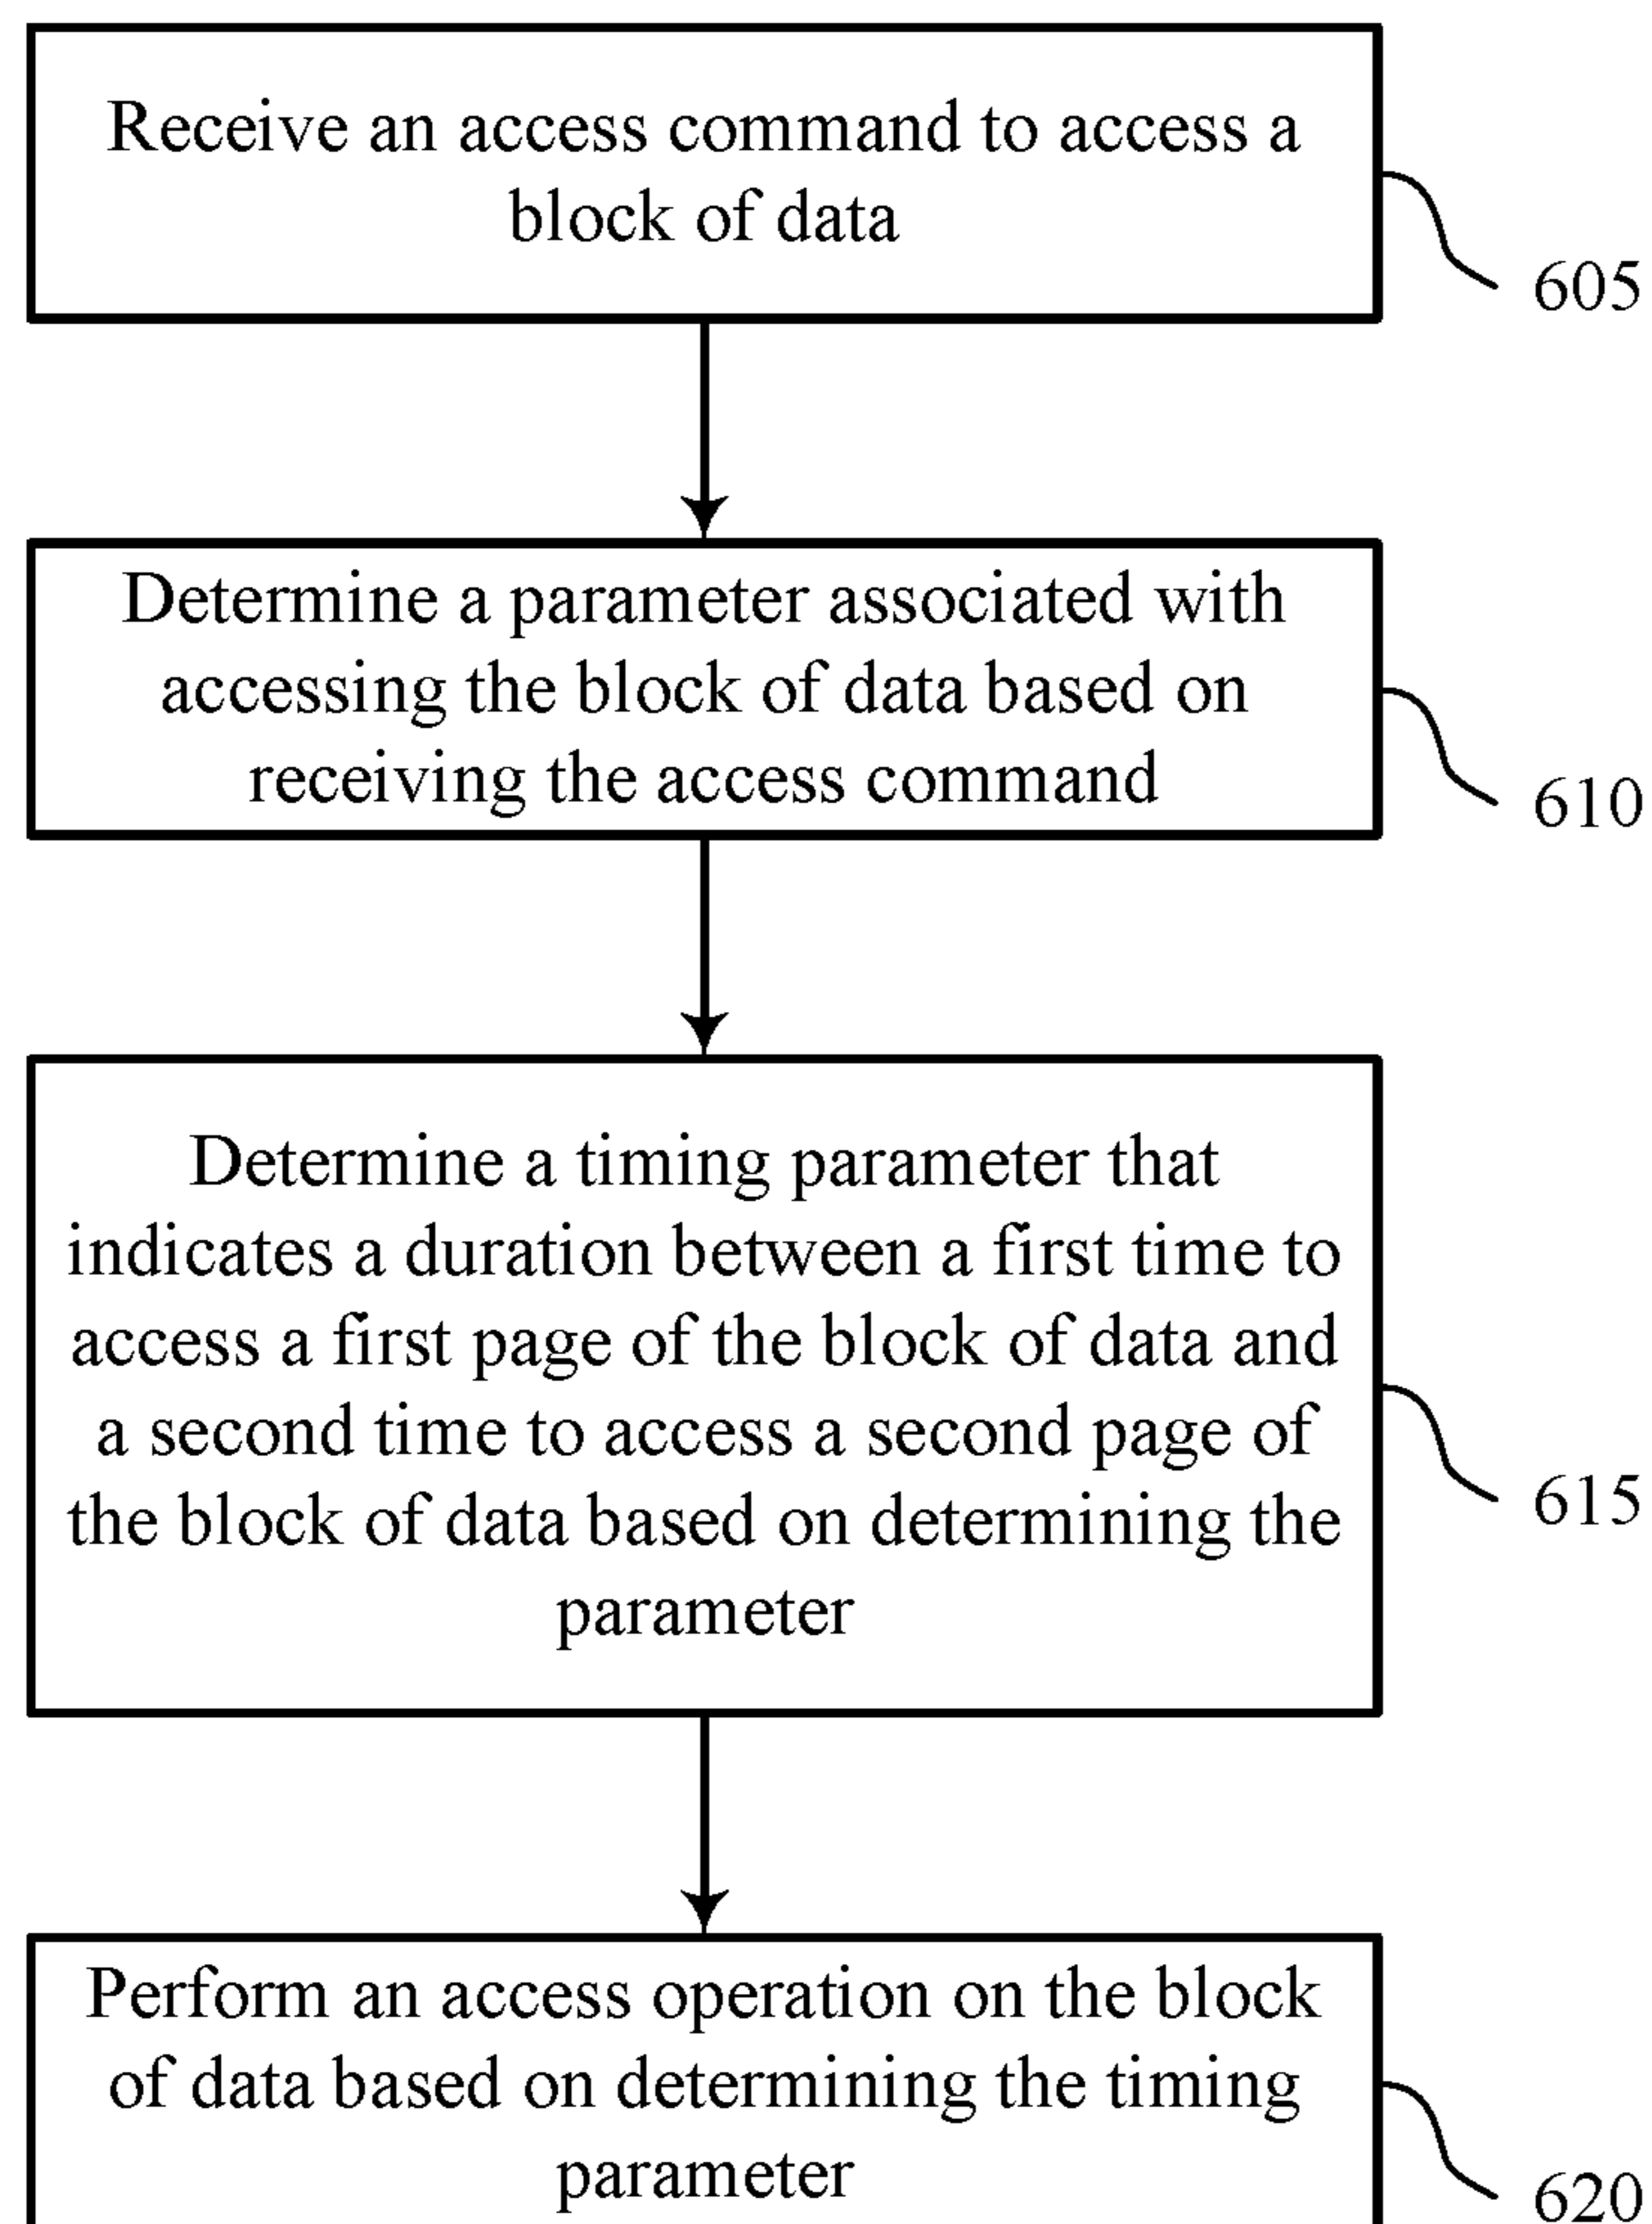 Receive an access command to access a
block of data
605
Determine a parameter associated with
accessing the block of data based on
receiving the access command
610
Determine a timing parameter that
indicates a duration between a first time to
access a first page of the block of data and
a second time to access a second page of
the block of data based on determining the
parameter
615
Perform an access operation on the block
of data based on determining the timing
parameter
620